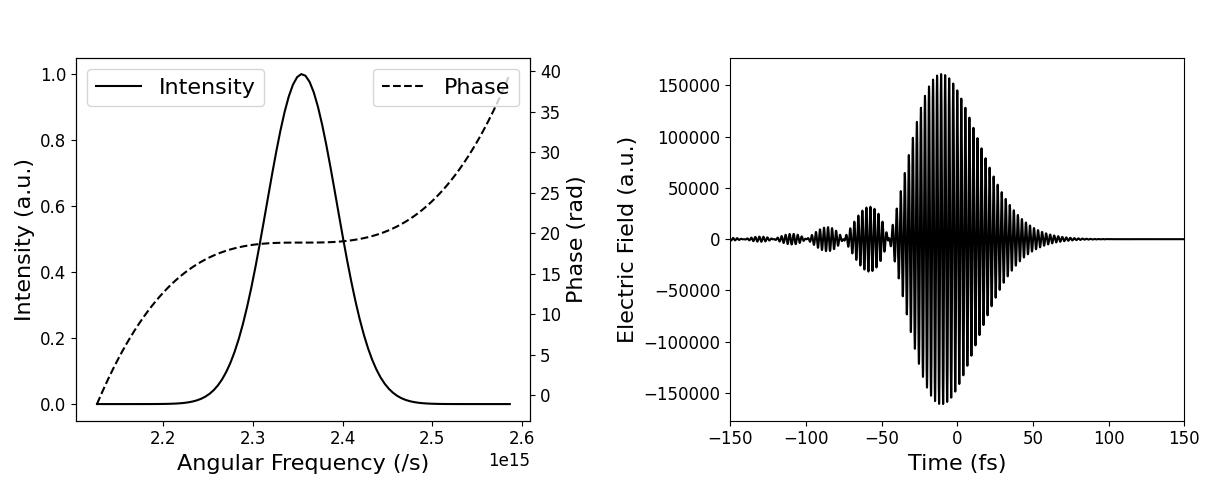 Intensity
Phase
1.0
0.8
0.6
0.4
0.2
0.0
Intensity (a.u.)
40
35
30
25
20
15
10
5
0
Phase (rad)
2.2 2.3 2.4 2.5 2.6
1e15
Angular Frequency (/s)
150000
100000
50000
0
−50000
−100000
−150000
Electric Field (a.u.)
−150 −100 −50 0 50 100 150
Time (fs)